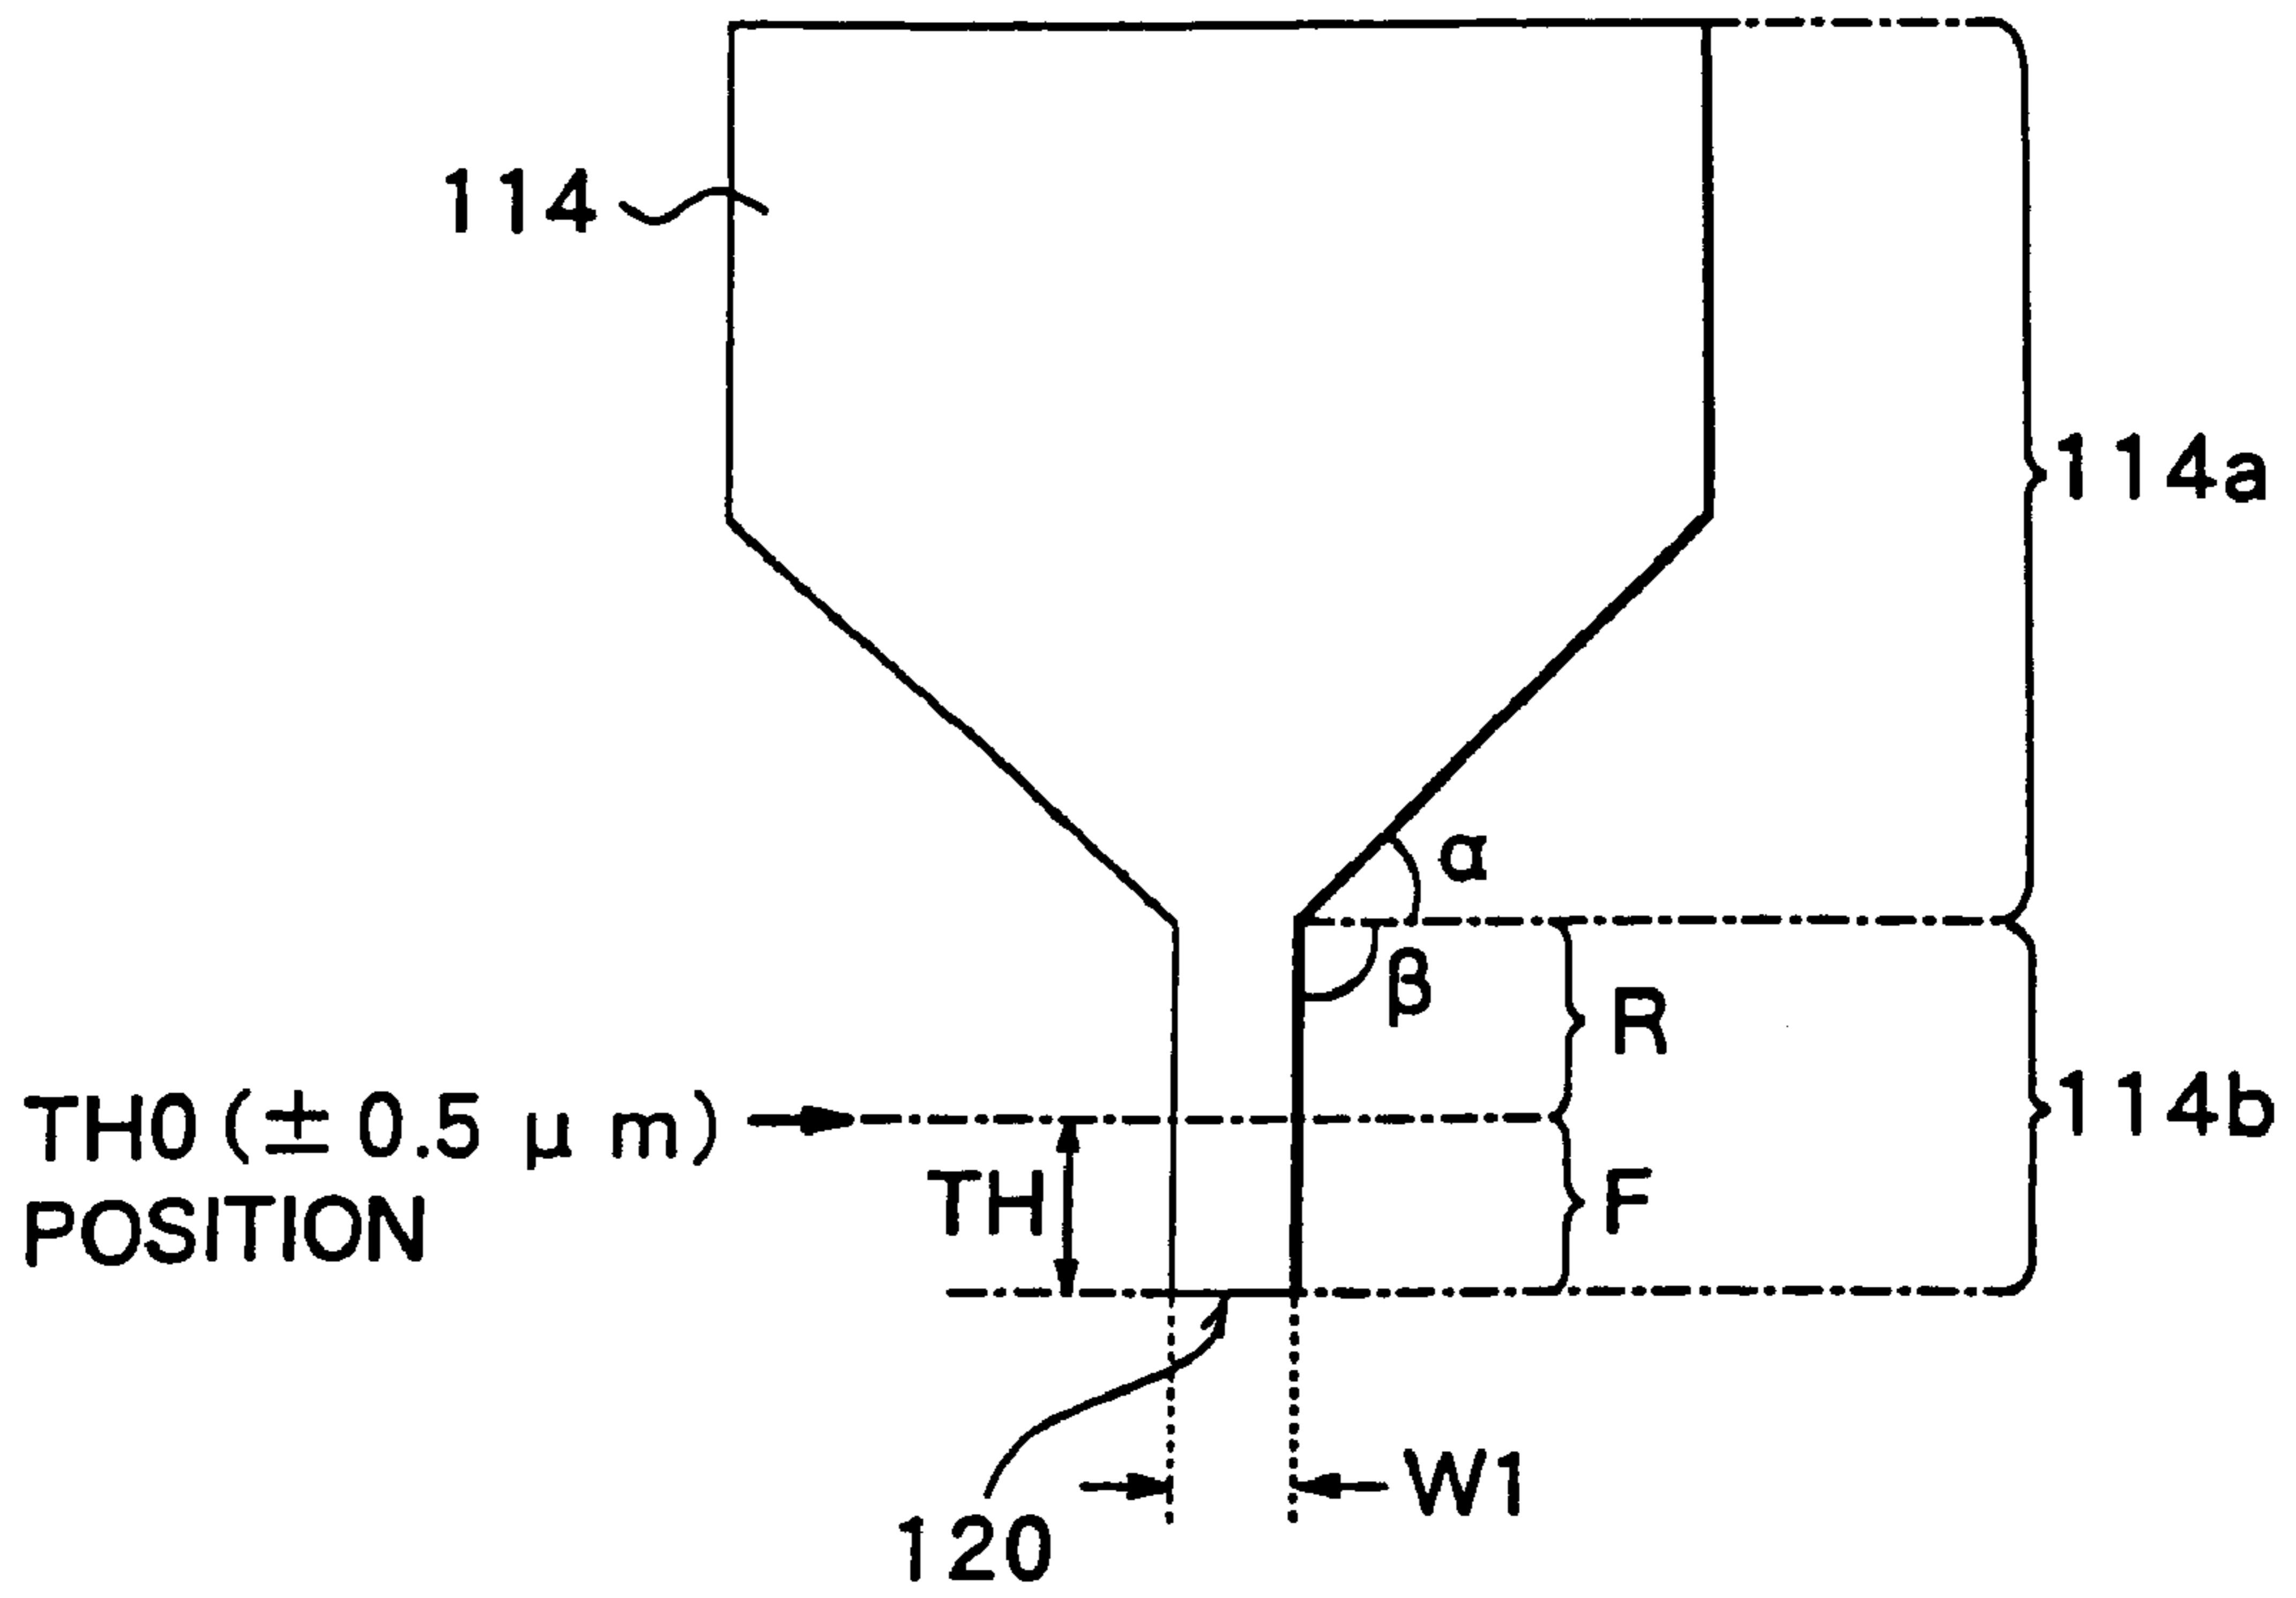 114
114a
α
β
R
TH0 (± 0.5 μ m)
POSITION
TH
F
114b
W1
120